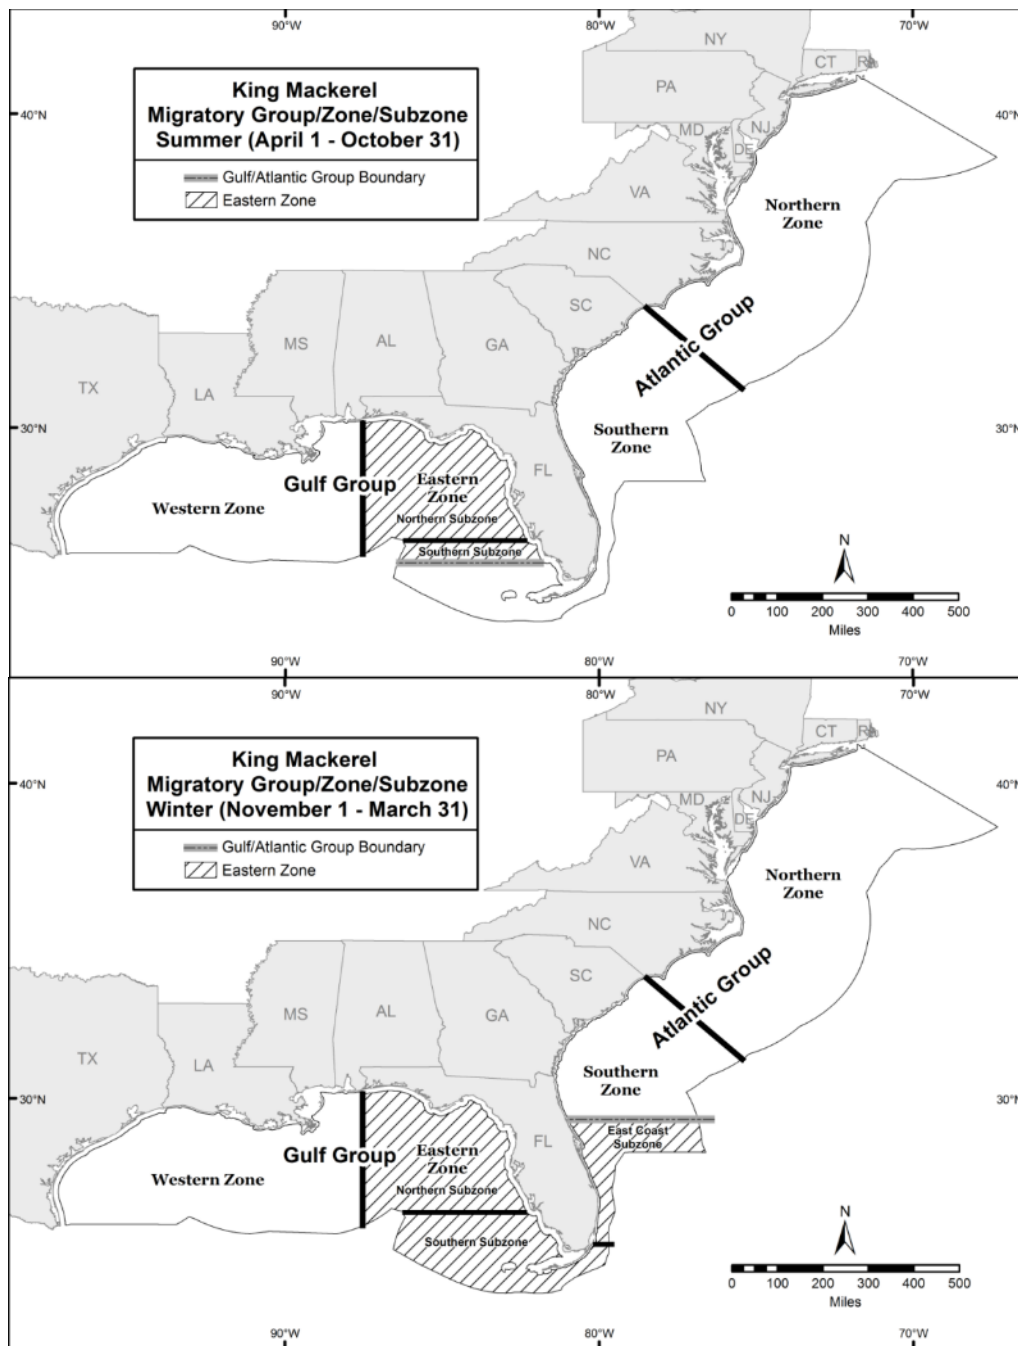 90°W
80°W
70°W
NY
CT
RI
King Mackerel
Migratory Group/Zone/Subzone
Summer (April 1 - October 31)
Gulf/Atlantic Group Boundary
Eastern Zone
PA
40°N
40°N
MD
NJ
DE
VA
Northern
Zone
NC
SC
Atlantic Group
MS
AL
GA
TX
LA
30°N
30°N
Southern
Zone
FL
Gulf Group
Eastern
Zone
Western Zone
Northern Subzone
Southern Subzone
N
0 100 200 300 400 500
Miles
90°W
80°W
70°W
NY
CT
RI
King Mackerel
Migratory Group/Zone/Subzone
Winter (November 1 - March 31)
Gulf/Atlantic Group Boundary
Eastern Zone
PA
40°N
40°N
MD
NJ
DE
VA
Northern
Zone
NC
SC
Atlantic Group
MS
AL
GA
TX
LA
Southern
Zone
30°N
30°N
East Coast
Subzone
FL
Gulf Group
Eastern
Zone
Western Zone
Northern Subzone
Southern Subzone
N
0 100 200 300 400 500
Miles
90°W
80°W
70°W